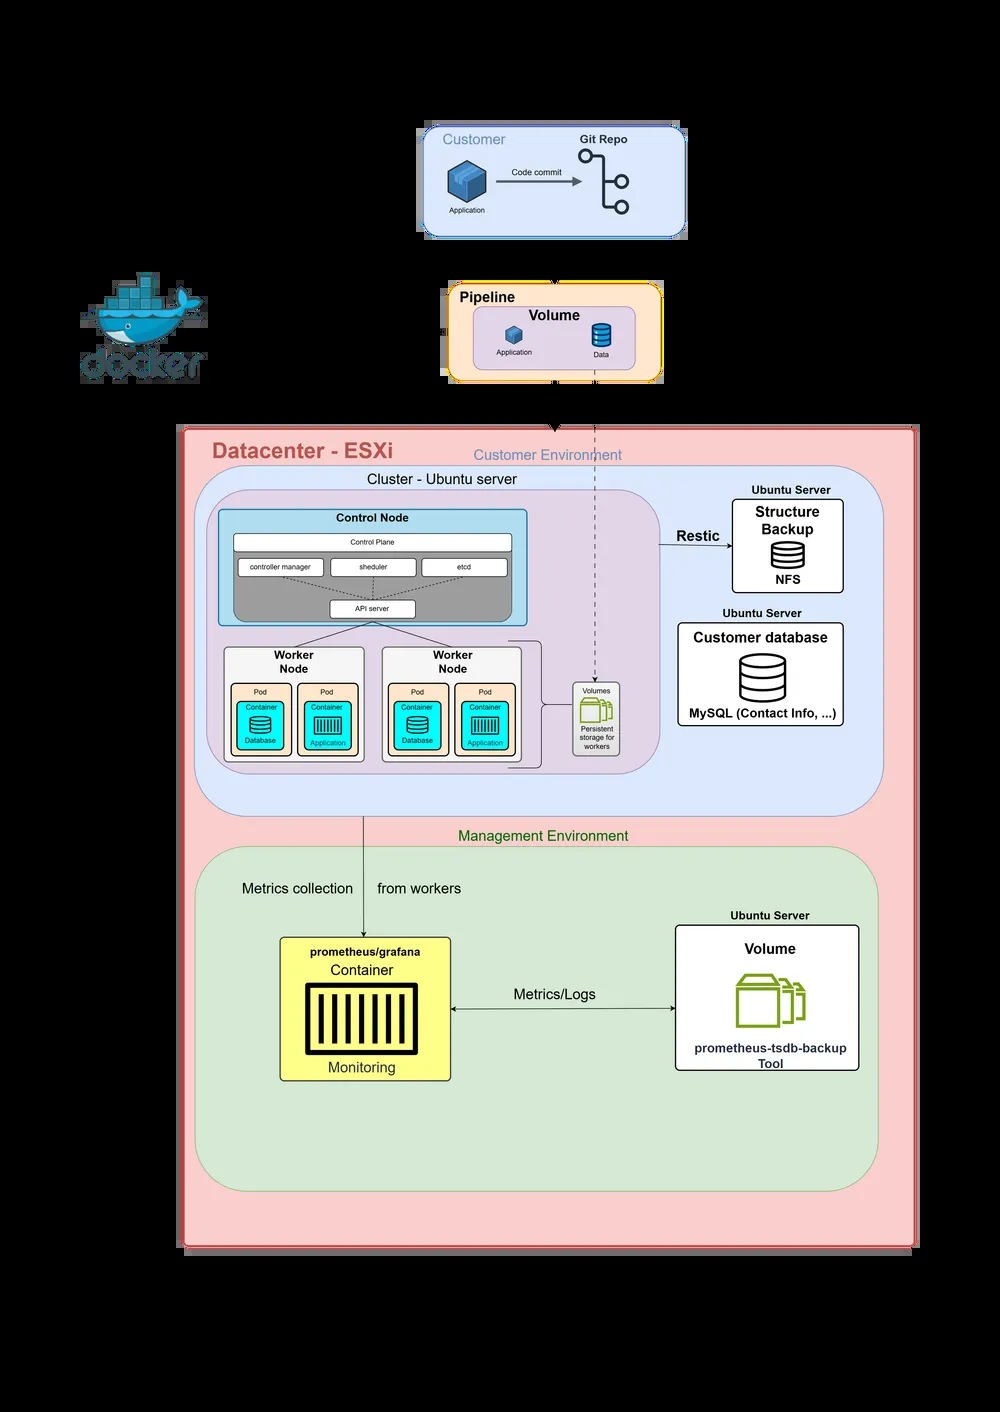 Customer
Git Repo
Code commit
Application
docker
Pipeline
Volume
Application
Data
Datacenter - ESXi
Customer Environment
Cluster - Ubuntu server
Control Node
Control Plane
controller manager
sheduler
etcd
API server
Worker
Node
Pod
Container
Database
Pod
Container
Application
Worker
Node
Pod
Container
Database
Pod
Container
Application
Volumes
Persistent
storage for
workers
Restic
Ubuntu Server
Structure
Backup
NFS
Ubuntu Server
Customer database
MySQL (Contact Info, ...)
Management Environment
Metrics collection
from workers
prometheus/grafana
Container
Monitoring
Metrics/Logs
Ubuntu Server
Volume
prometheus-tsdb-backup
Tool